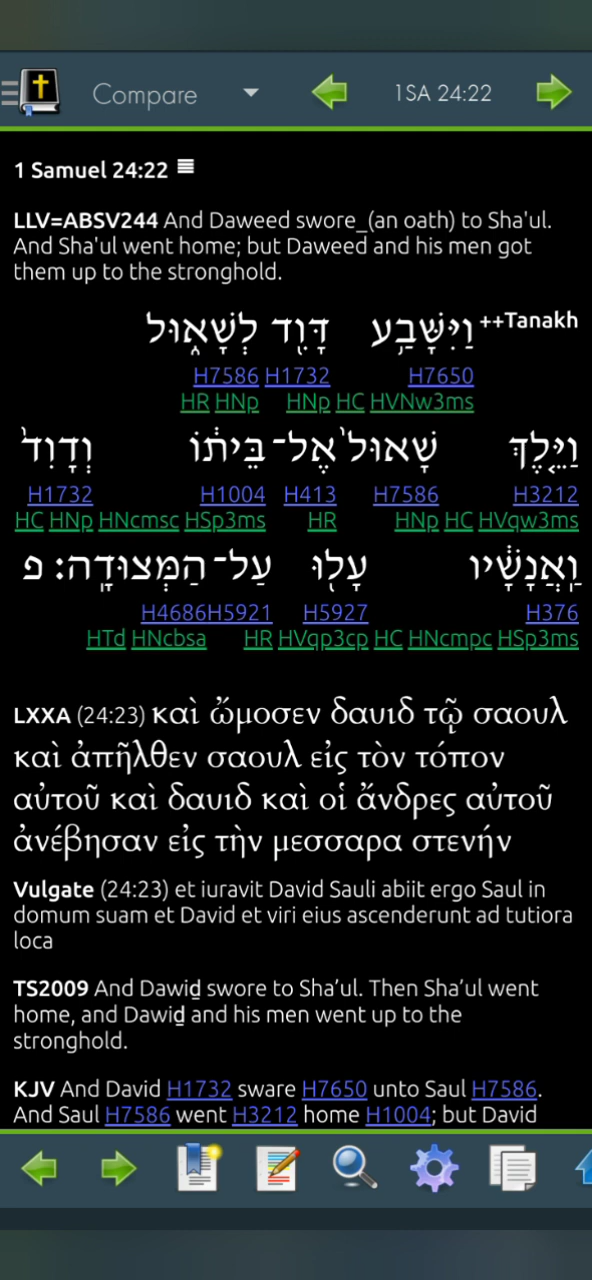 Compare
1SA 24:22
1 Samuel 24:22
LLV=ABSV244 And Daweed swore_(an oath) to Sha'ul.
And Sha'ul went home; but Daweed and his men got
them up to the stronghold.
++Tanakh וַיִּשָּׁבַ֥ע דָּוִ֖ד לְשָׁא֑וּל
H7586 H1732 H7650
HR HNp HNp HC HVNw3ms
וַיֵּ֤לֶךְ שָׁאוּל֙ אֶל־בֵּית֔וֹ וְדָוִד֙
H1732 H1004 H413 H7586 H3212
HC HNp HNcmsc HSp3ms HR HNp HC HVqw3ms
וַֽאֲנָשָׁ֔יו עָל֖וּ עַל־הַמְּצוּדָֽה׃ פ
H4686H5921 H5927 H376
HTd HNcbsa HR HVqp3cp HC HNcmpc HSp3ms
LXXA (24:23) καὶ ὤμοσεν δαυιδ τῷ σαουλ
καὶ ἀπῆλθεν σαουλ εἰς τὸν τόπον
αὐτοῦ καὶ δαυιδ καὶ οἱ ἄνδρες αὐτοῦ
ἀνέβησαν εἰς τὴν μεσσαρα στενήν
Vulgate (24:23) et iuravit David Sauli abiit ergo Saul in
domum suam et David et viri eius ascenderunt ad tutiora
loca
TS2009 And Dawiḏ swore to Sha’ul. Then Sha’ul went
home, and Dawiḏ and his men went up to the
stronghold.
KJV And David H1732 sware H7650 unto Saul H7586.
And Saul H7586 went H3212 home H1004; but David